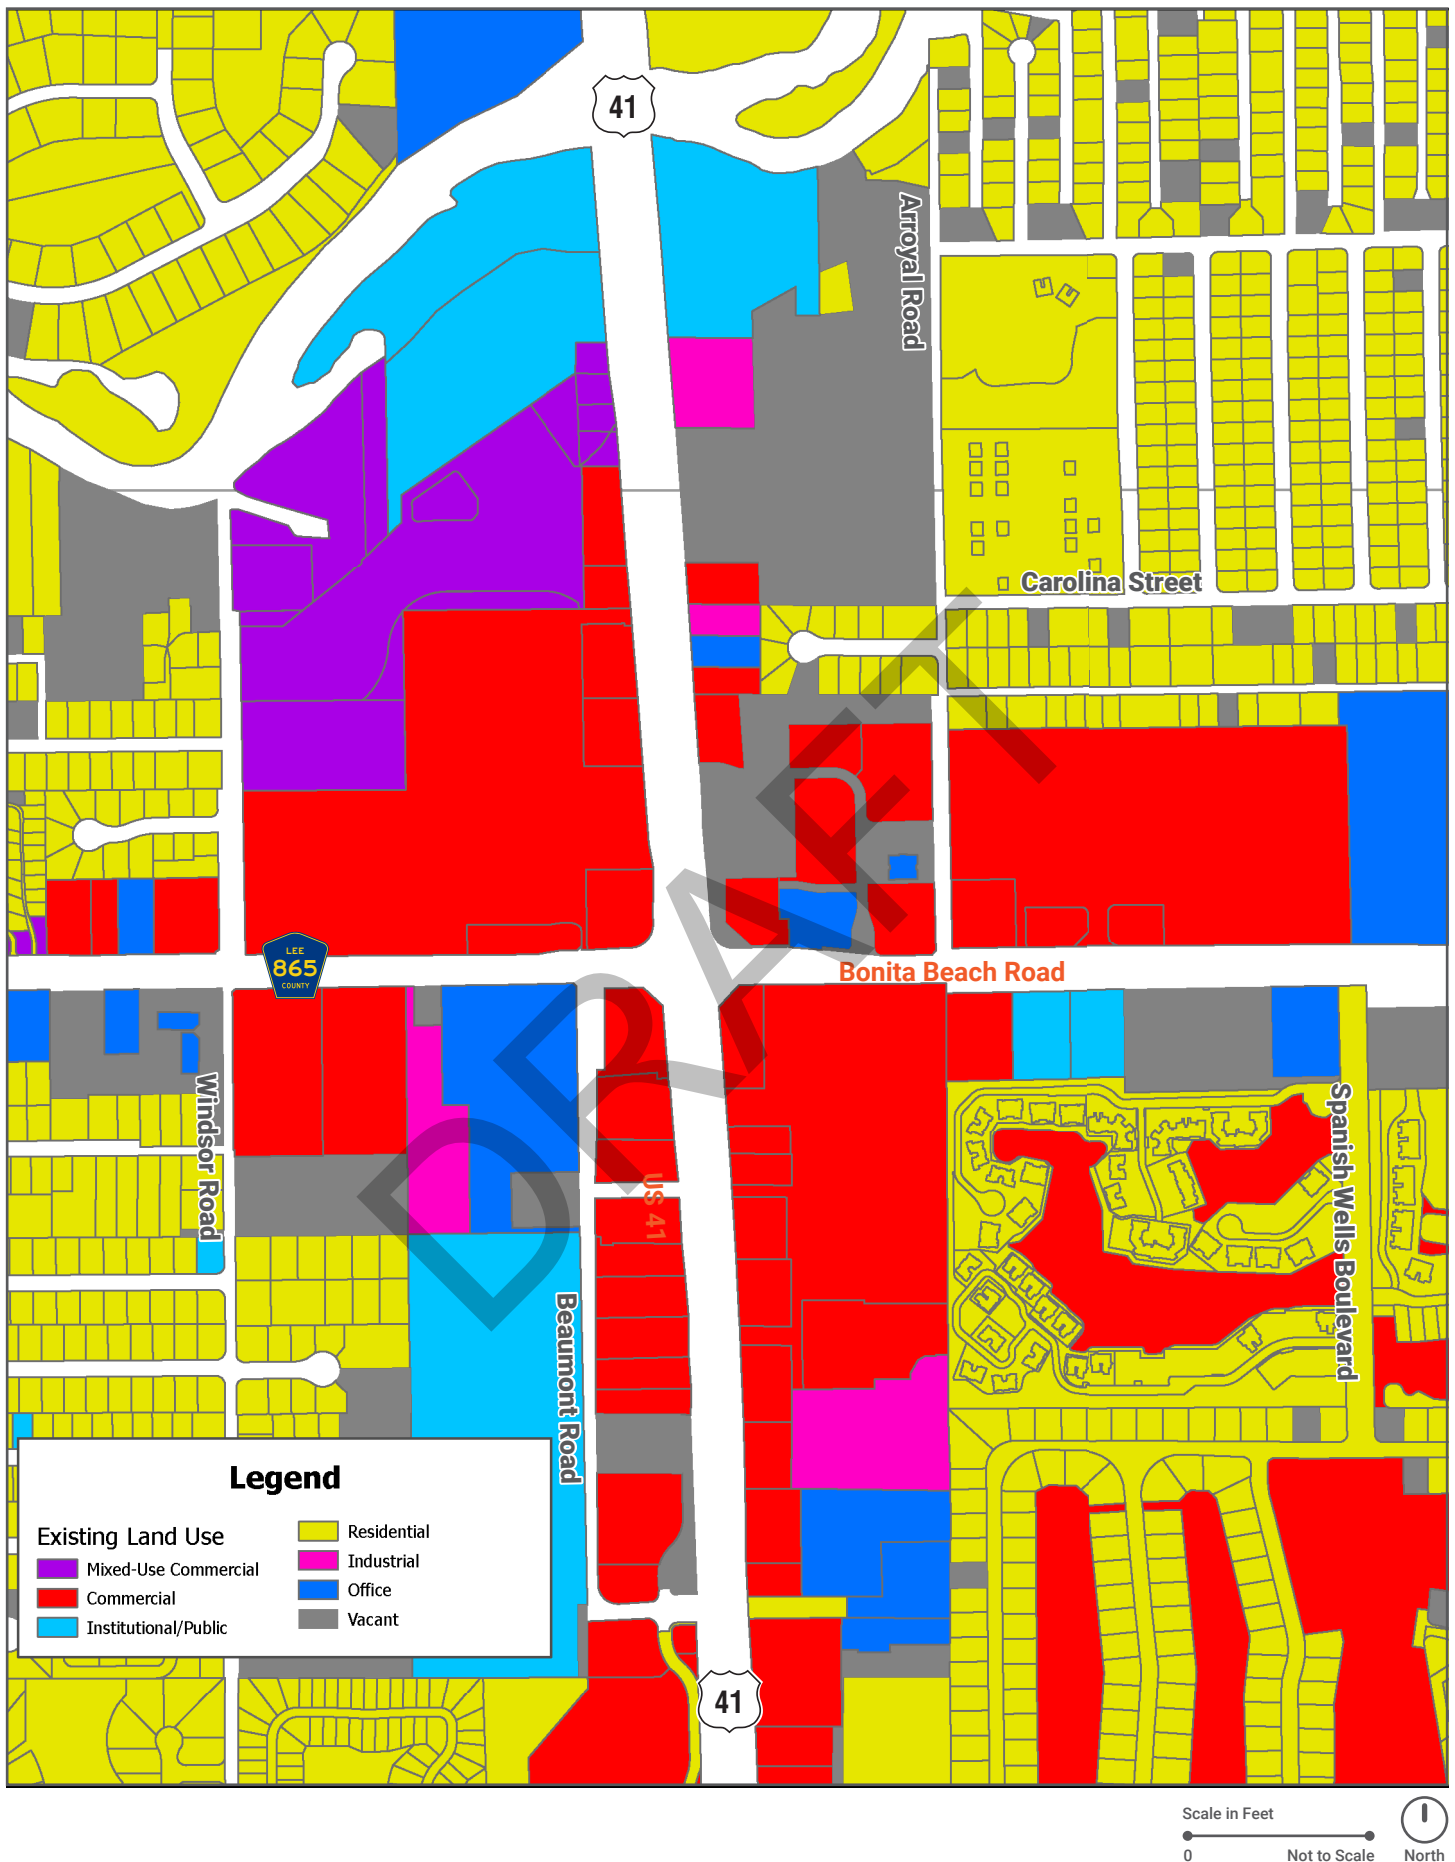 41
Arroyal Road
Carolina Street
LEE
865
COUNTY
Bonita Beach Road
Windsor Road
US 41
Spanish Wells Boulevard
Beaumont Road
DRAFT
Legend
Existing Land Use
Mixed-Use Commercial
Commercial
Institutional/Public
Residential
Industrial
Office
Vacant
41
Scale in Feet
0 Not to Scale
North